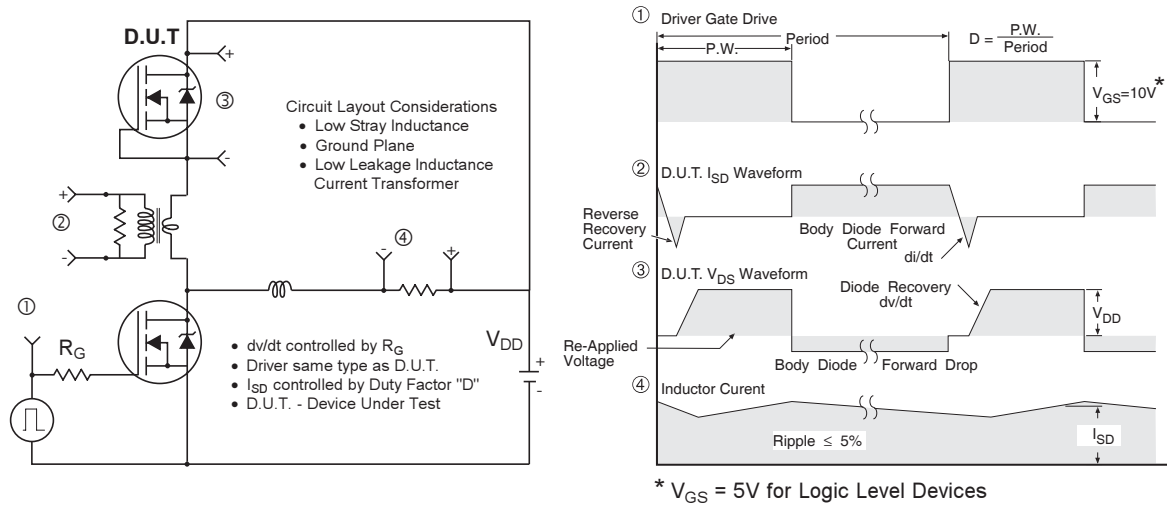 D.U.T
+
③
-
Circuit Layout Considerations
• Low Stray Inductance
• Ground Plane
• Low Leakage Inductance
Current Transformer
+
②
-
④
-
+
①
R_G
V_DD
+
-
• dv/dt controlled by R_G
• Driver same type as D.U.T.
• I_SD controlled by Duty Factor "D"
• D.U.T. - Device Under Test
① Driver Gate Drive
P.W.
Period
D = P.W. / Period
V_GS=10V*
② D.U.T. I_SD Waveform
Reverse
Recovery
Current
Body Diode Forward
Current
di/dt
③ D.U.T. V_DS Waveform
Diode Recovery
dv/dt
V_DD
Re-Applied
Voltage
Body Diode Forward Drop
④ Inductor Curent
Ripple ≤ 5%
I_SD
* V_GS = 5V for Logic Level Devices